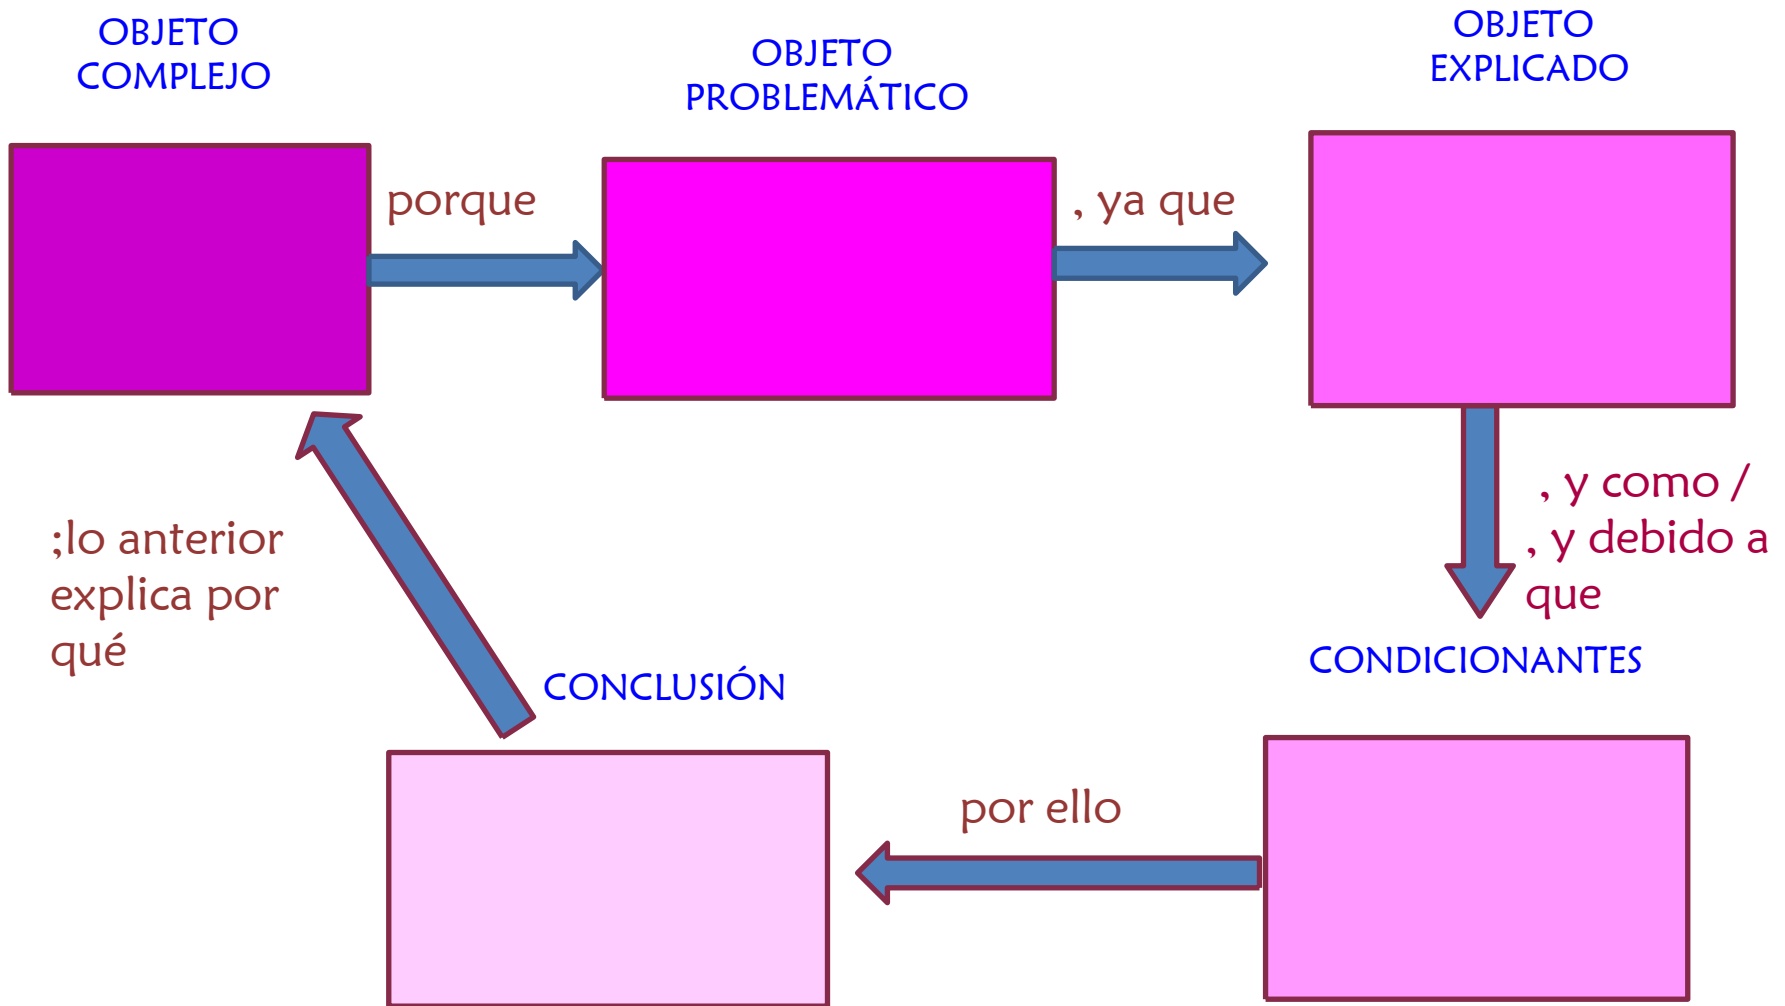 OBJETO
COMPLEJO
OBJETO
PROBLEMÁTICO
OBJETO
EXPLICADO
porque
, ya que
, y como /
, y debido a
que
;lo anterior
explica por
qué
CONCLUSIÓN
CONDICIONANTES
por ello